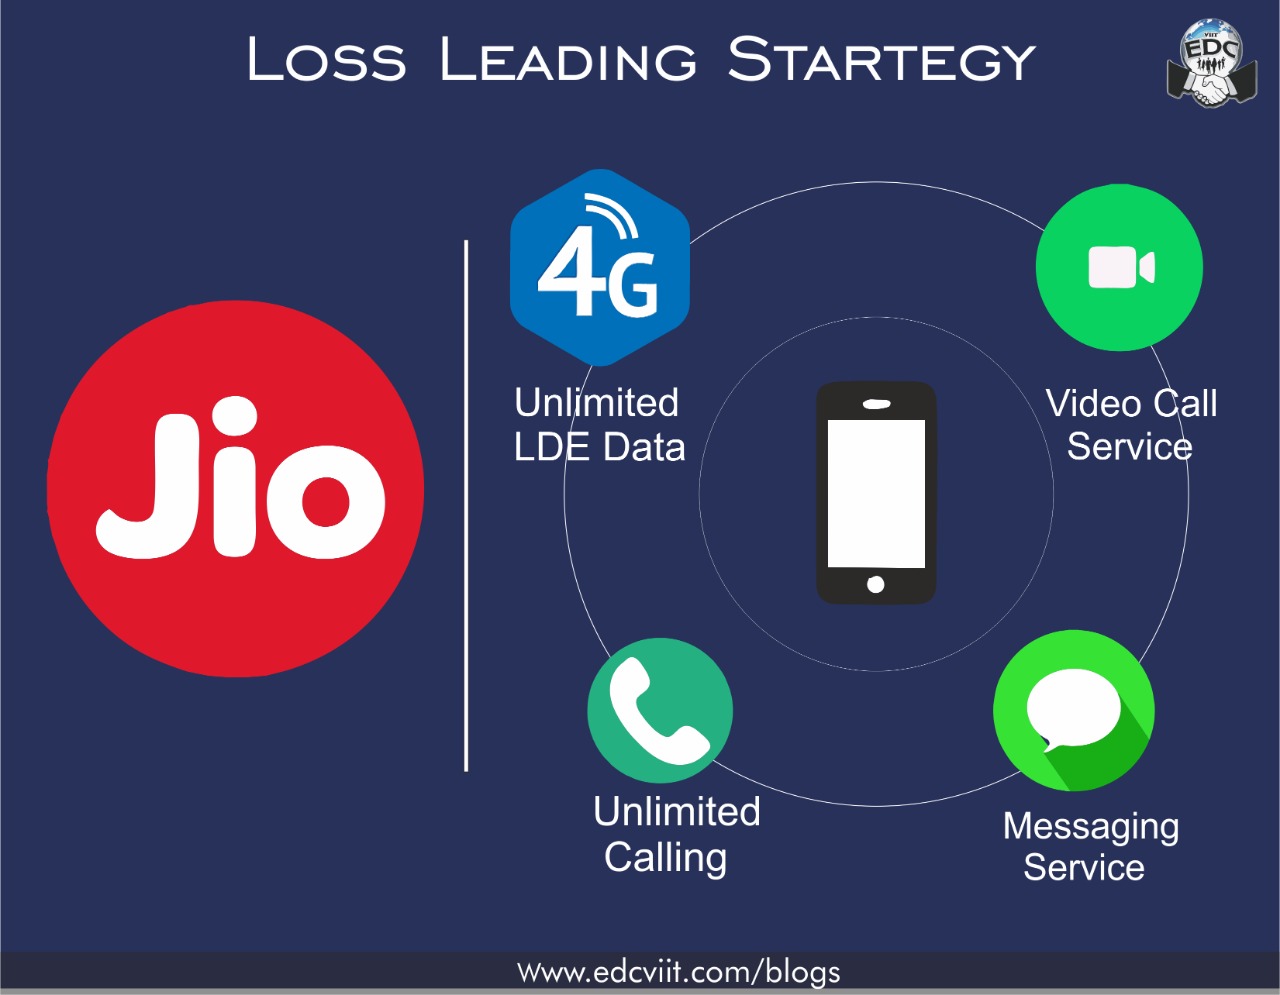 LOSS LEADING STARTEGY
VIIT
EDC
4G
Unlimited
LDE Data
Video Call
Service
Jio
Unlimited
Calling
Messaging
Service
www.edcviit.com/blogs